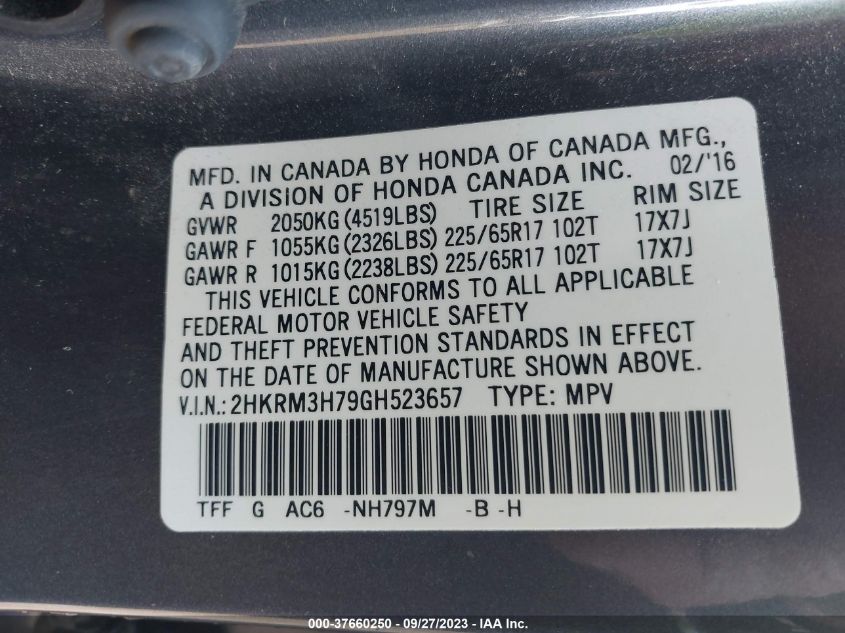 MFD. IN CANADA BY HONDA OF CANADA MFG.,
A DIVISION OF HONDA CANADA INC. 02/'16
GVWR 2050KG(4519LBS) TIRE SIZE RIM SIZE
GAWR F 1055KG(2326LBS) 225/65R17 102T 17X7J
GAWR R 1015KG(2238LBS) 225/65R17 102T 17X7J
THIS VEHICLE CONFORMS TO ALL APPLICABLE
FEDERAL MOTOR VEHICLE SAFETY
AND THEFT PREVENTION STANDARDS IN EFFECT
ON THE DATE OF MANUFACTURE SHOWN ABOVE.
V.I.N.:2HKRM3H79GH523657 TYPE: MPV
TFF G AC6 -NH797M -B -H
000-37660250 - 09/27/2023 - IAA Inc.